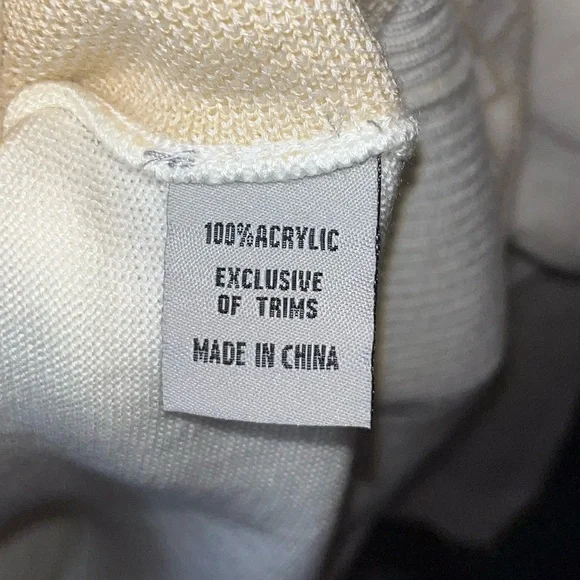 100%ACRYLIC
EXCLUSIVE
OF TRIMS
MADE IN CHINA